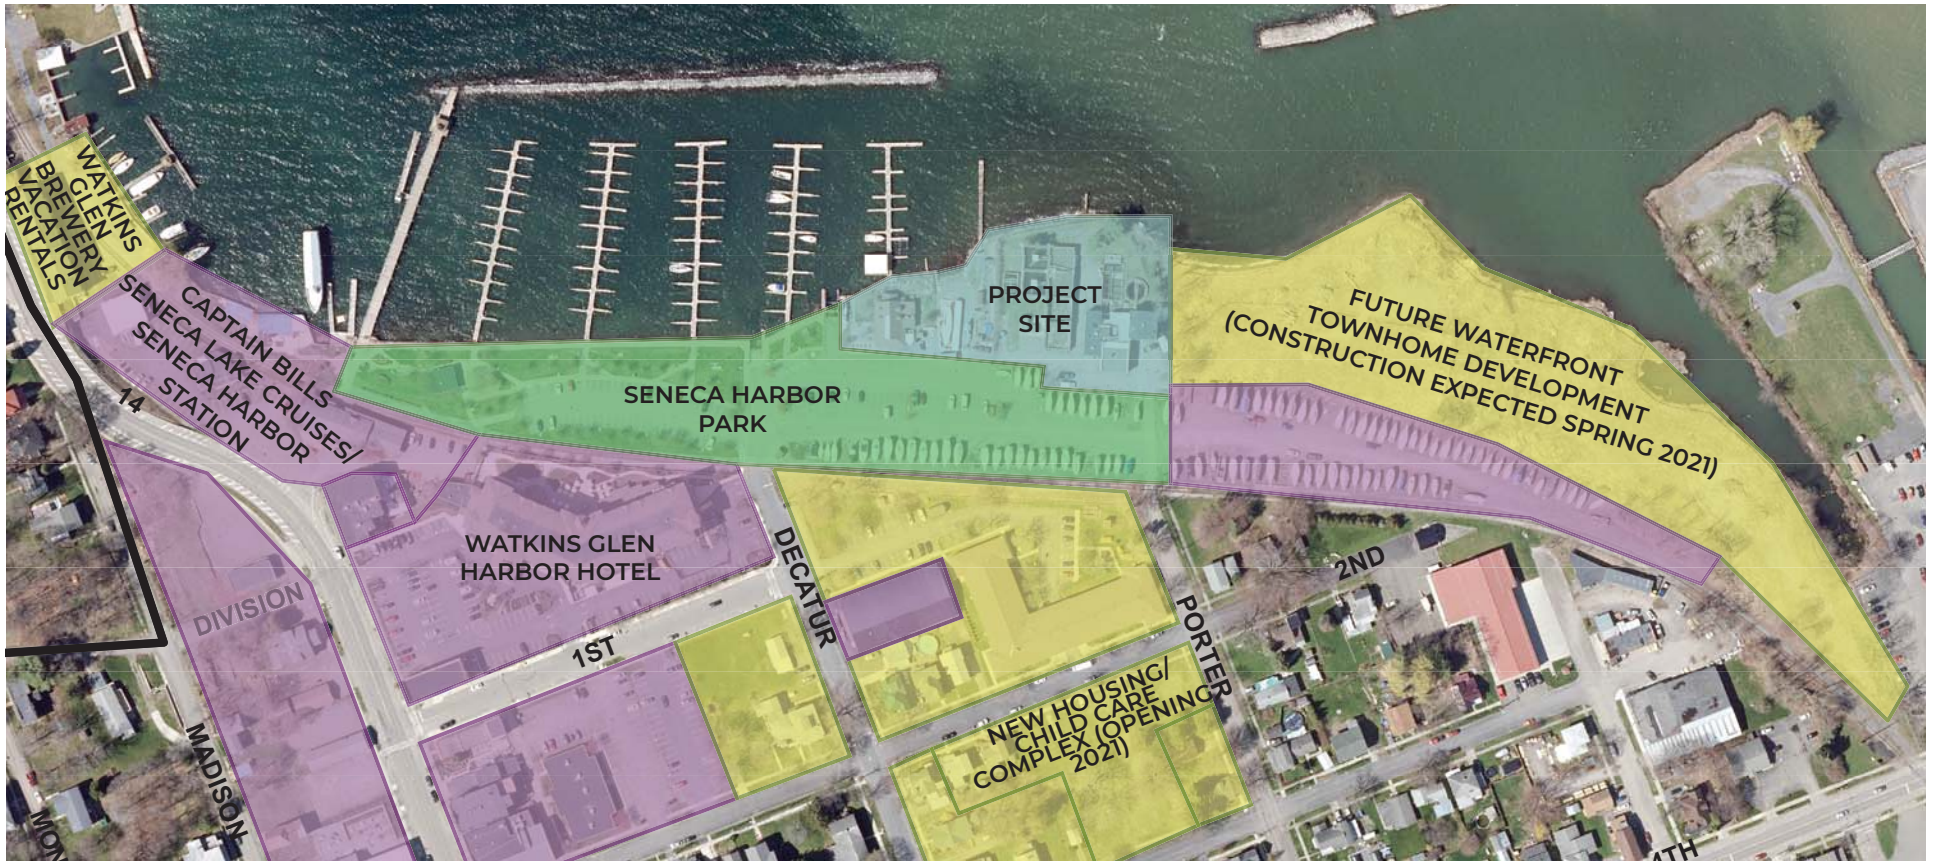 WATKINS
GLEN
BREWERY
VACATION
RENTALS
CAPTAIN BILLS
SENECA LAKE CRUISES/
SENECA HARBOR
STATION
14
SENECA HARBOR
PARK
PROJECT
SITE
FUTURE WATERFRONT
TOWNHOME DEVELOPMENT
(CONSTRUCTION EXPECTED SPRING 2021)
WATKINS GLEN
HARBOR HOTEL
DECATUR
DIVISION
1ST
2ND
PORTER
NEW HOUSING/
CHILD CARE
COMPLEX (OPENING
2021)
MADISON
MON
4TH